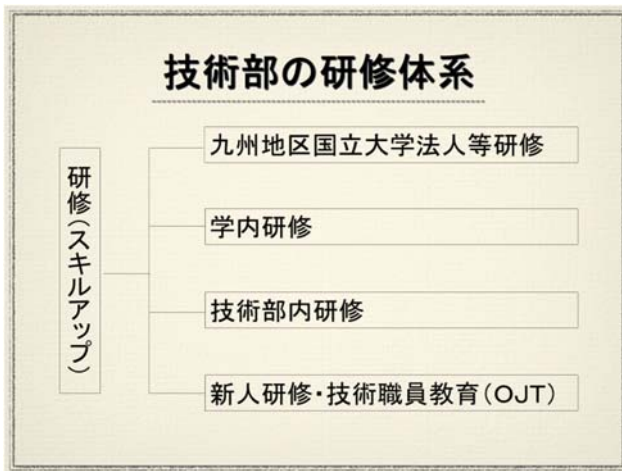 技術部の研修体系
研修(スキルアップ)
九州地区国立大学法人等研修
学内研修
技術部内研修
新人研修・技術職員教育(OJT)